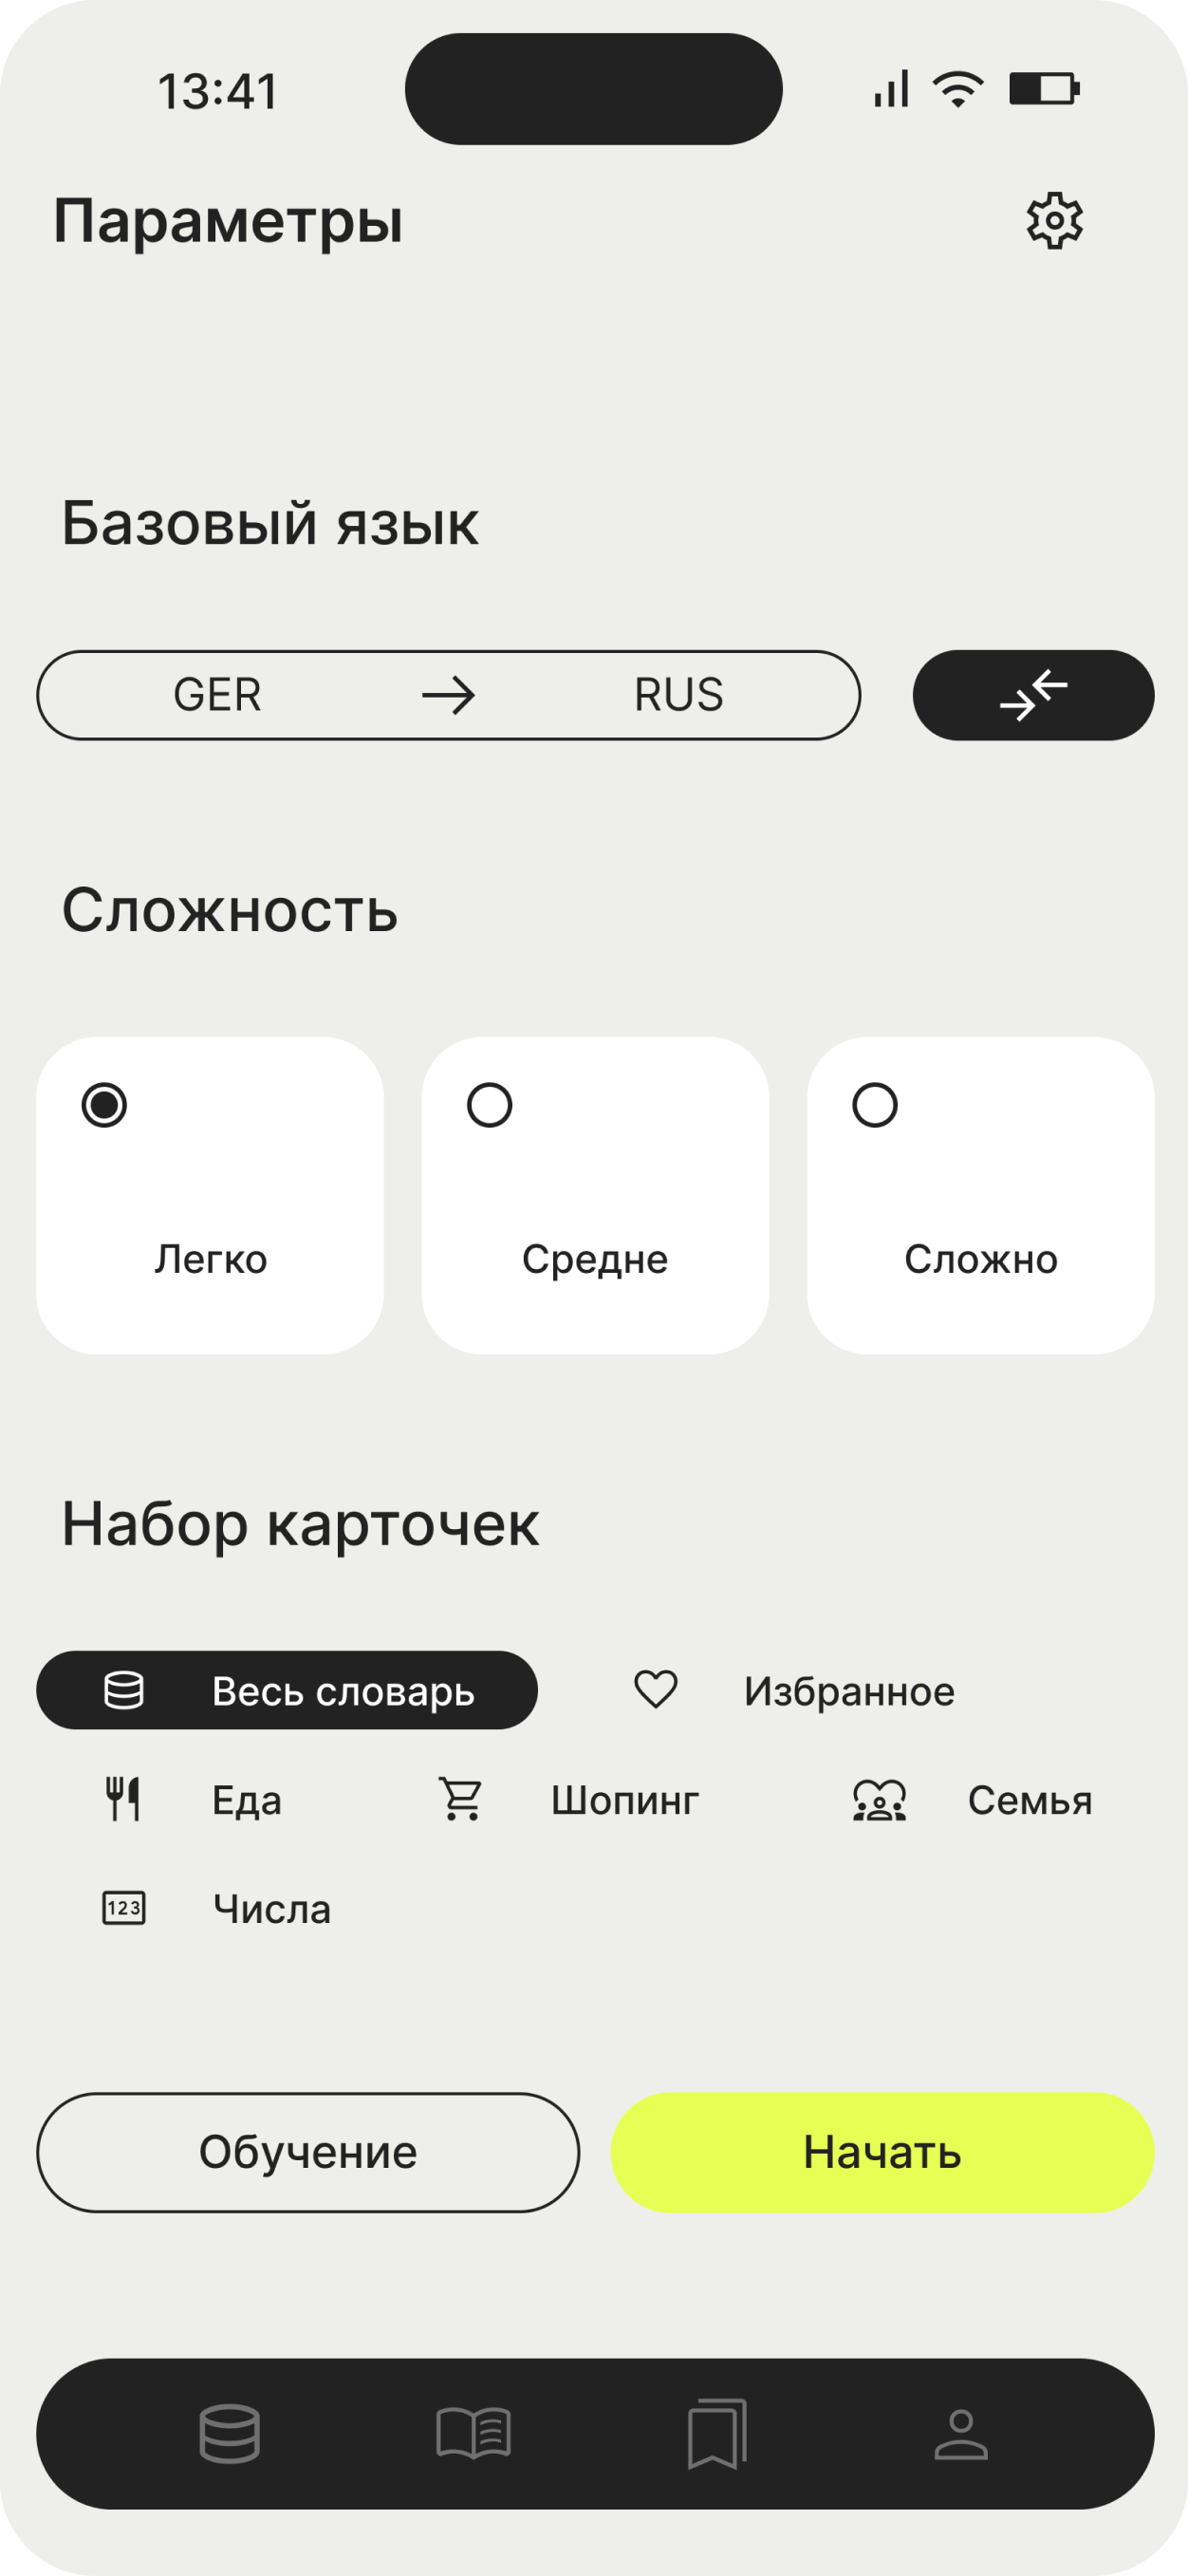 13:41
Параметры
Базовый язык
GER → RUS
Сложность
Легко Средне Сложно
Набор карточек
Весь словарь Избранное
Еда Шопинг Семья
123 Числа
Обучение Начать